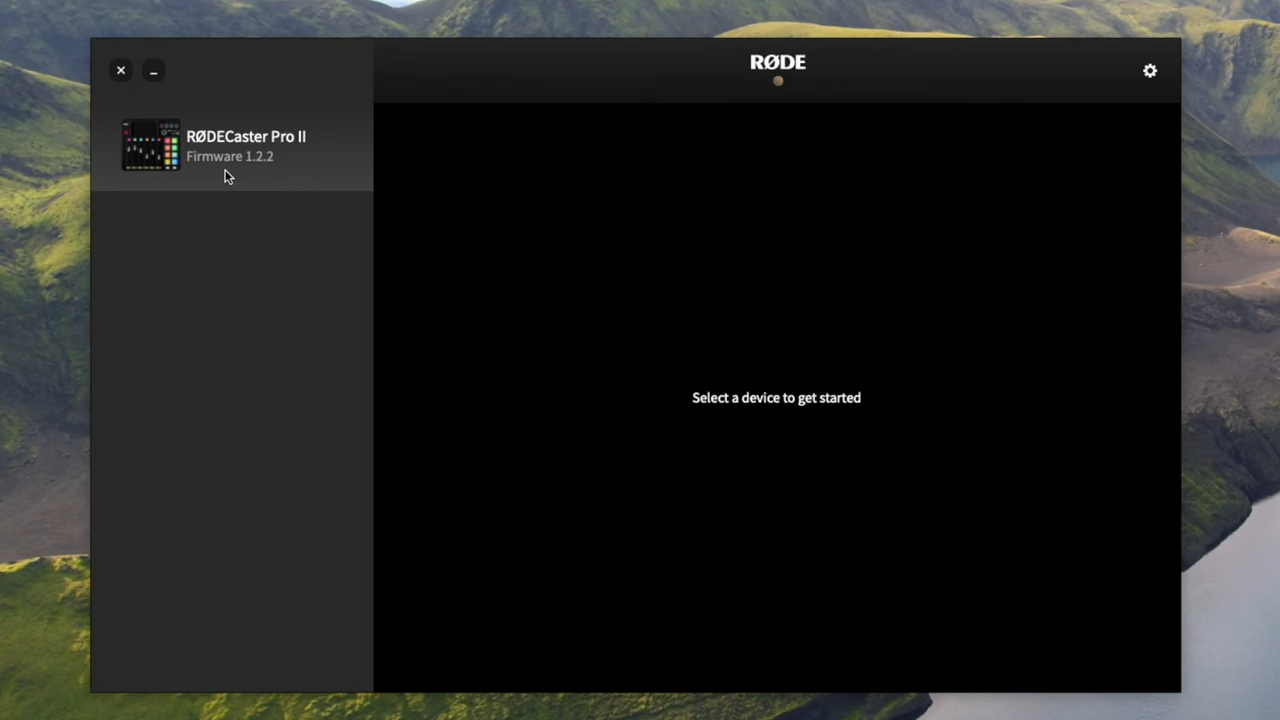 RØDE
RØDECaster Pro II
Firmware 1.2.2
Select a device to get started